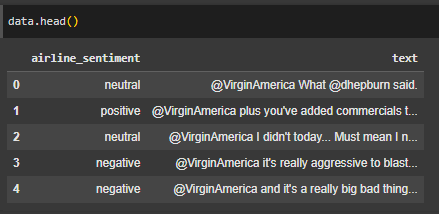 data.head()
airline_sentiment text
0 neutral @VirginAmerica What @dhepburn said.
1 positive @VirginAmerica plus you've added commercials t...
2 neutral @VirginAmerica I didn't today... Must mean I n...
3 negative @VirginAmerica it's really aggressive to blast...
4 negative @VirginAmerica and it's a really big bad thing...